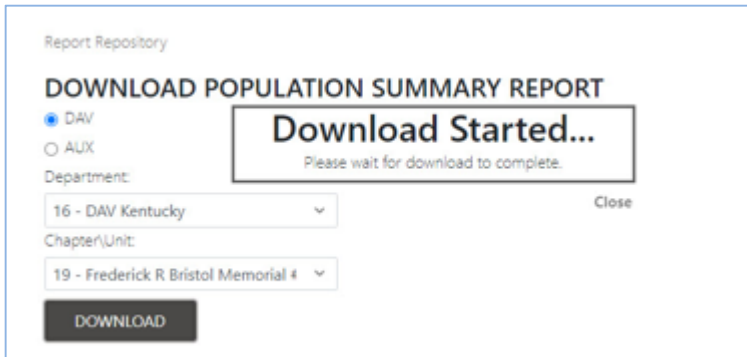 Report Repository
DOWNLOAD POPULATION SUMMARY REPORT
DAV
AUX
Download Started...
Please wait for download to complete.
Close
Department:
16 - DAV Kentucky
Chapter\Unit:
19 - Frederick R Bristol Memorial
DOWNLOAD